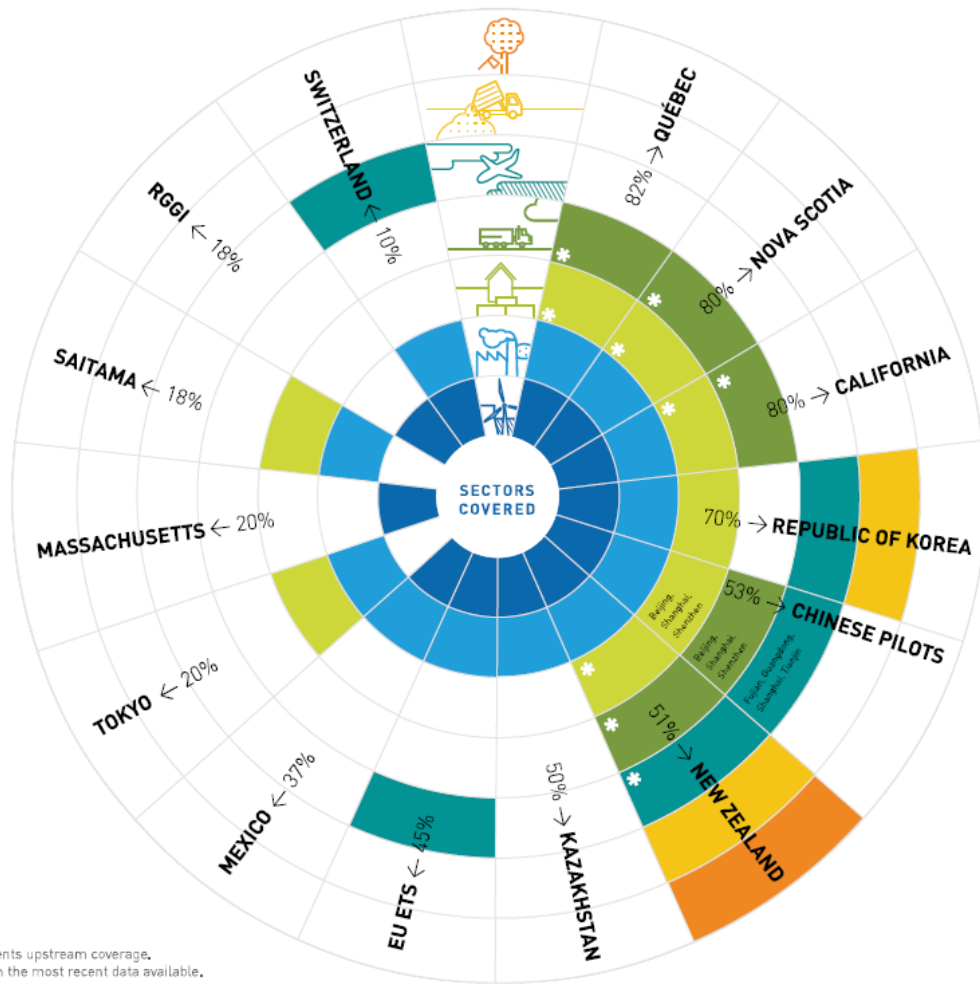 SECTORS
COVERED
82% → QUÉBEC
80% → NOVA SCOTIA
80% → CALIFORNIA
70% → REPUBLIC OF KOREA
53% → CHINESE PILOTS
Beijing,
Shanghai,
Shenzhen
Beijing,
Shanghai,
Shenzhen
Fujian, Guangdong,
Shanghai, Tianjin
51% → NEW ZEALAND
50% → KAZAKHSTAN
EU ETS ← 45%
MEXICO ← 37%
TOKYO ← 20%
MASSACHUSETTS ← 20%
SAITAMA ← 18%
RGGI ← 18%
SWITZERLAND ← 10%
upstream coverage.
the most recent data available.